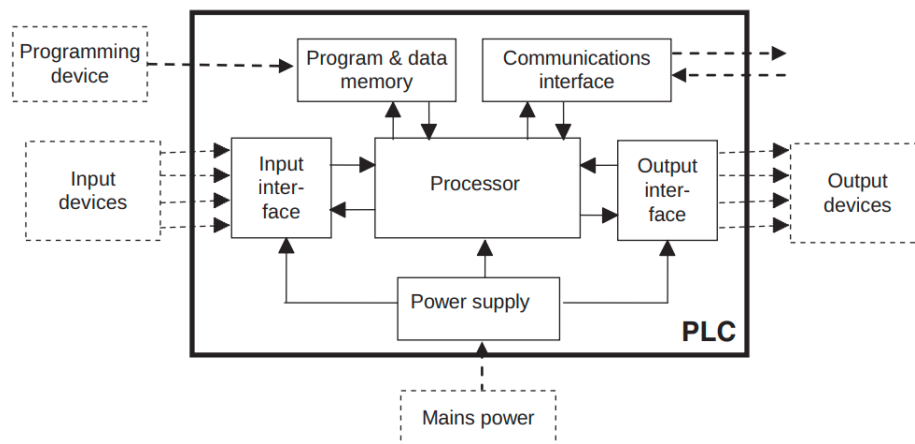 Programming
device
Program & data
memory
Communications
interface
Input
devices
Input
inter-
face
Processor
Output
inter-
face
Output
devices
Power supply
PLC
Mains power